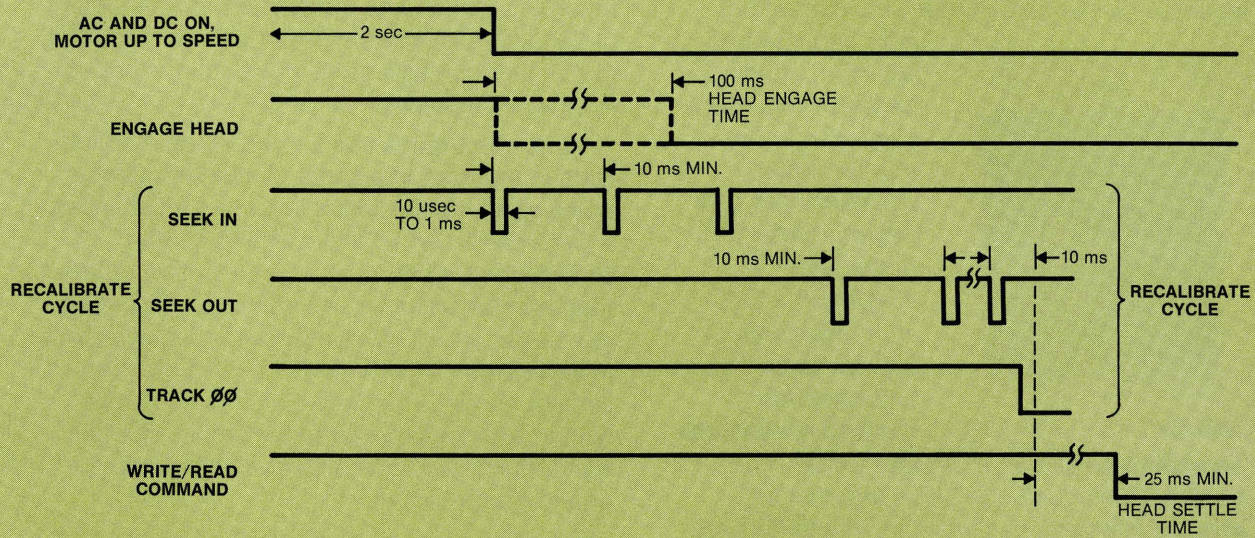 AC AND DC ON,
MOTOR UP TO SPEED
2 sec
100 ms
HEAD ENGAGE
TIME
ENGAGE HEAD
10 ms MIN.
SEEK IN
10 usec
TO 1 ms
10 ms MIN.
10 ms
RECALIBRATE
CYCLE
SEEK OUT
RECALIBRATE
CYCLE
TRACK ØØ
WRITE/READ
COMMAND
25 ms MIN.
HEAD SETTLE
TIME